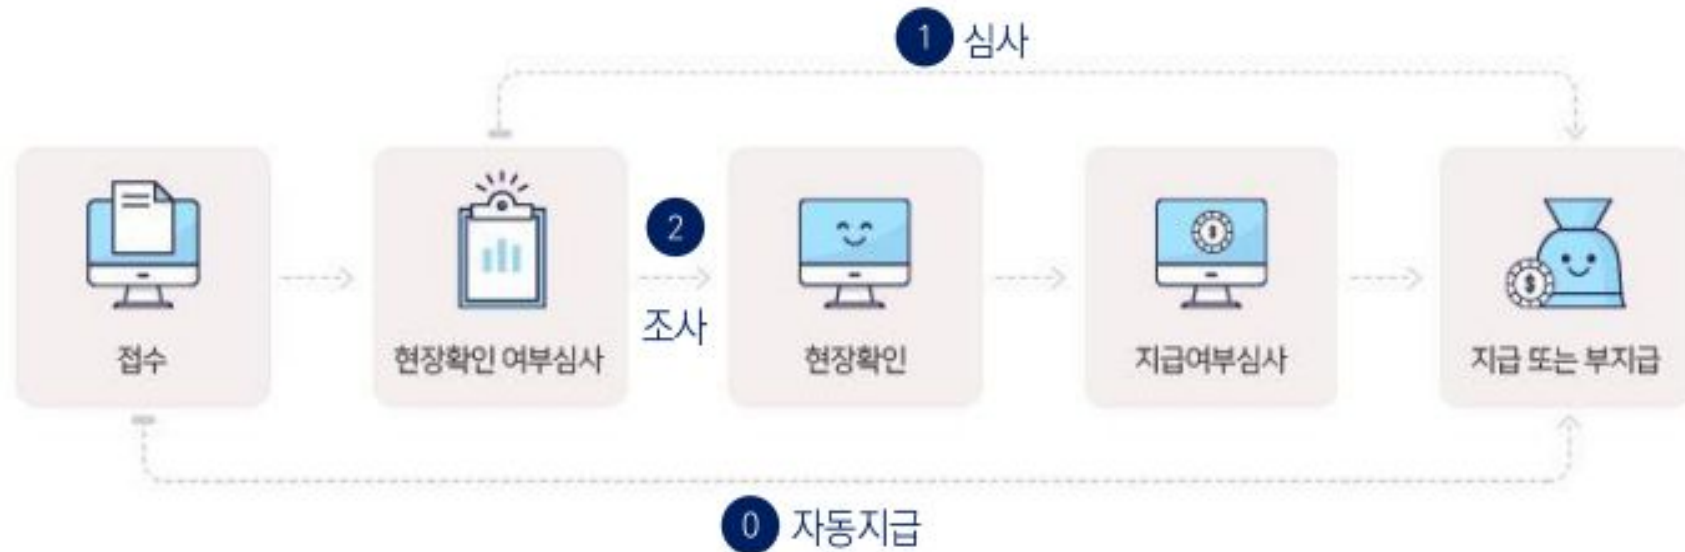 1 심사
2
조사
접수
현장확인 여부심사
현장확인
지급여부심사
지급 또는 부지급
0 자동지급